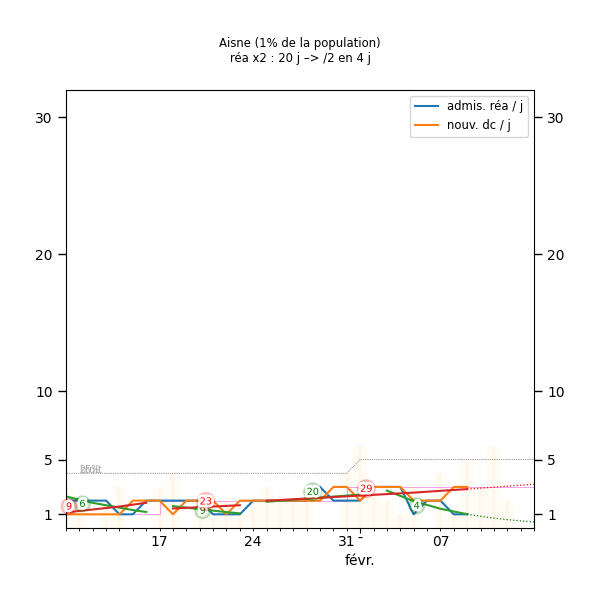 Aisne (1% de la population)
réa x2 : 20 j –> /2 en 4 j
admis. réa / j
nouv. dc / j
30 30
20 20
10 10
5 5
1 1
9 6 9 23 20 29 4
17 24 31 07
févr.